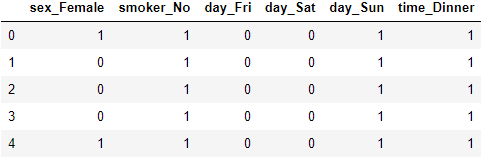 sex_Female smoker_No day_Fri day_Sat day_Sun time_Dinner
0 1 1 0 0 1 1
1 0 1 0 0 1 1
2 0 1 0 0 1 1
3 0 1 0 0 1 1
4 1 1 0 0 1 1